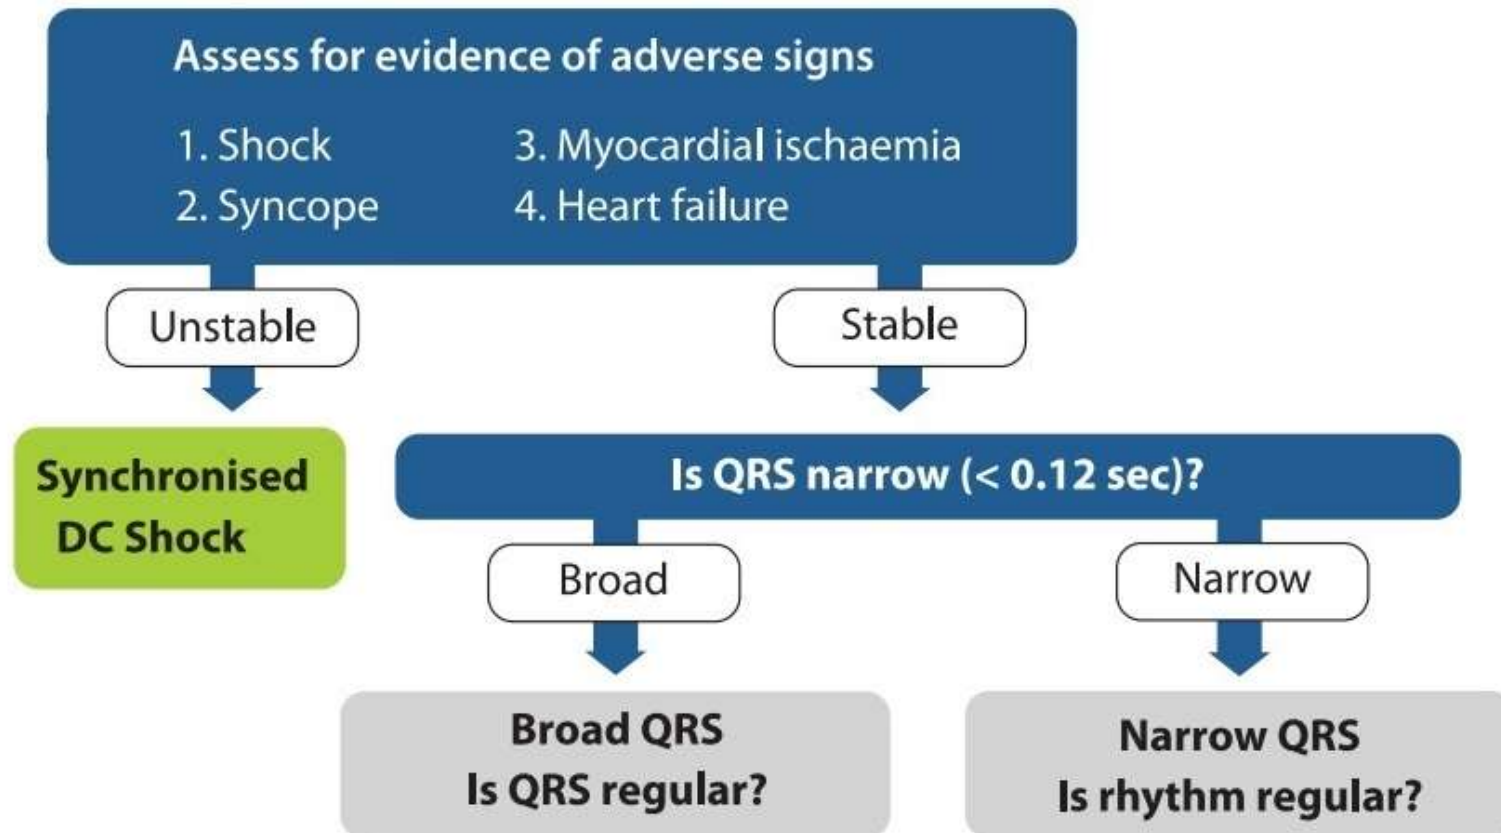 Assess for evidence of adverse signs
1. Shock
2. Syncope
3. Myocardial ischaemia
4. Heart failure
Unstable
Stable
Synchronised
DC Shock
Is QRS narrow (< 0.12 sec)?
Broad
Narrow
Broad QRS
Is QRS regular?
Narrow QRS
Is rhythm regular?